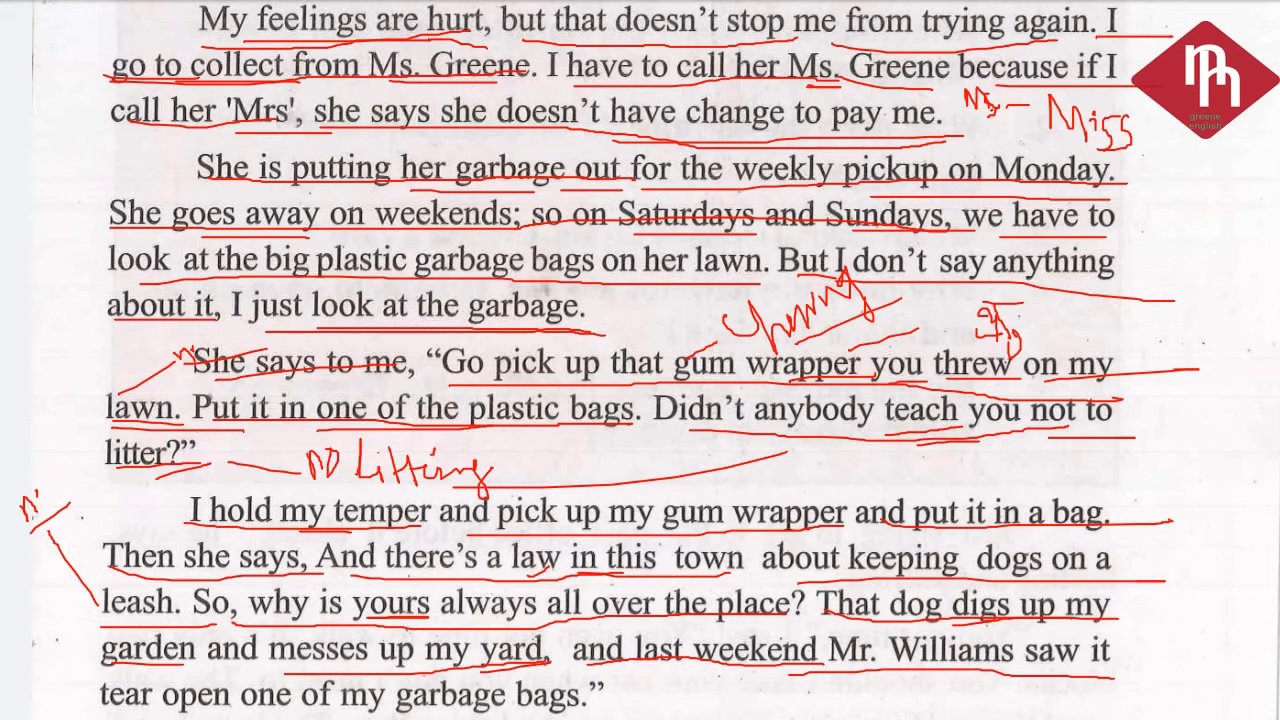 My feelings are hurt, but that doesn't stop me from trying again. I
go to collect from Ms. Greene. I have to call her Ms. Greene because if I
call her 'Mrs', she says she doesn't have change to pay me.
Miss
greene
english
She is putting her garbage out for the weekly pickup on Monday.
She goes away on weekends; so on Saturdays and Sundays, we have to
look at the big plastic garbage bags on her lawn. But I don't say anything
about it, I just look at the garbage.
She says to me, “Go pick up that gum wrapper you threw on my
lawn. Put it in one of the plastic bags. Didn't anybody teach you not to
litter?”
no
I hold my temper and pick up my gum wrapper and put it in a bag.
Then she says, And there's a law in this town about keeping dogs on a
leash. So, why is yours always all over the place? That dog digs up my
garden and messes up my yard, and last weekend Mr. Williams saw it
tear open one of my garbage bags.”